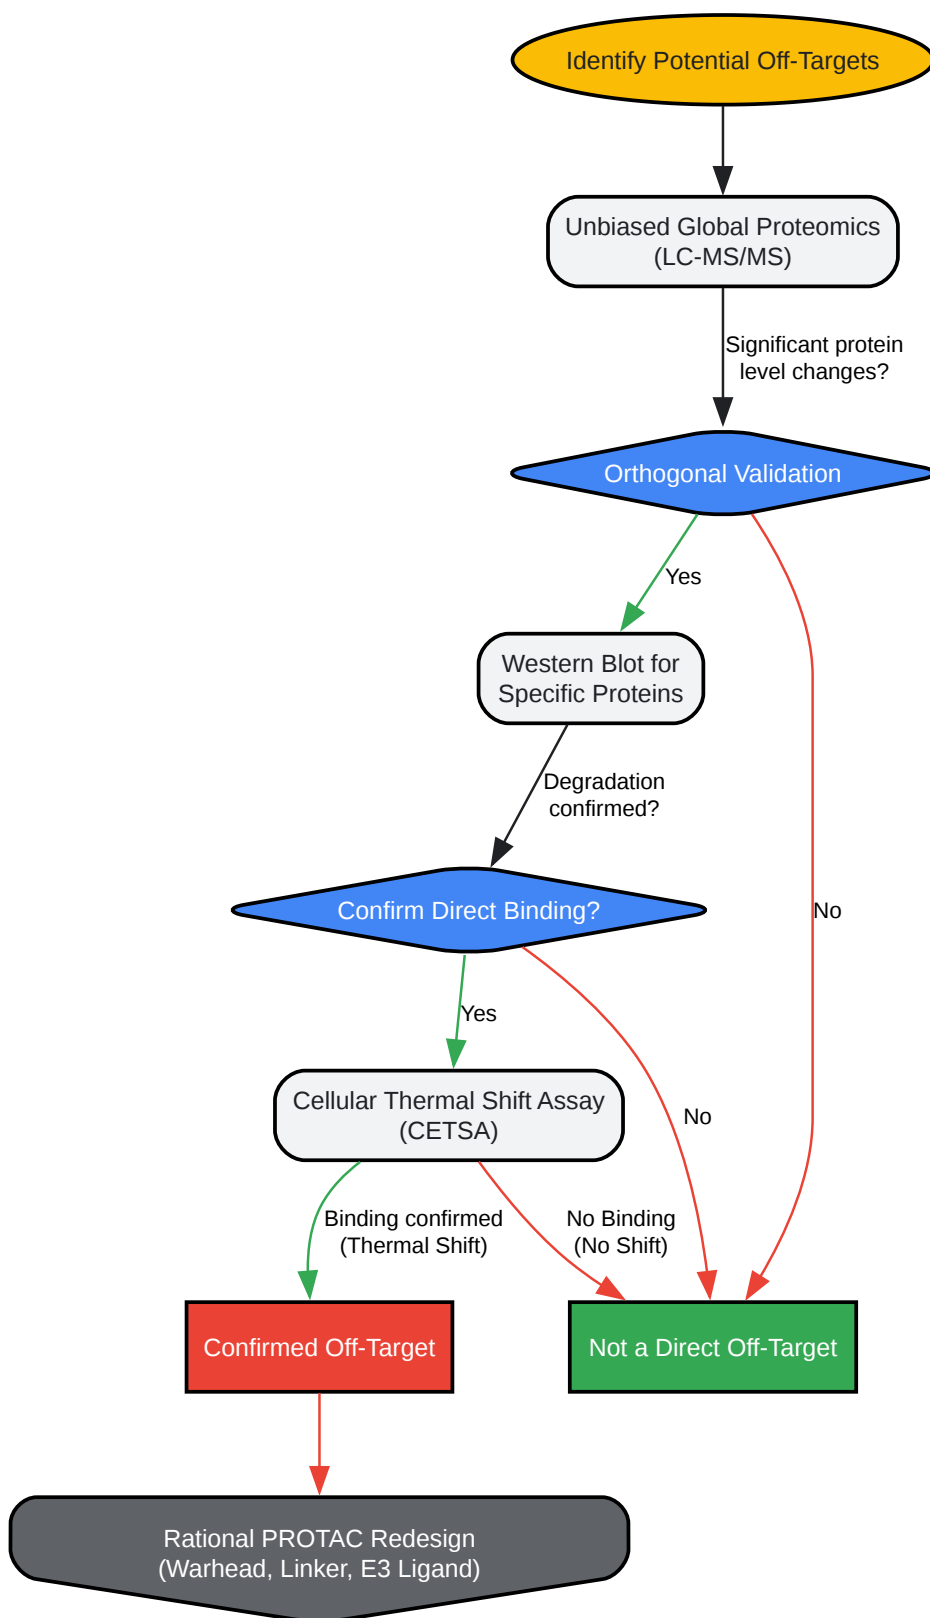 Identify Potential Off-Targets
Unbiased Global Proteomics
(LC-MS/MS)
Significant protein
level changes?
Orthogonal Validation
Yes
Western Blot for
Specific Proteins
Degradation
confirmed?
No
Confirm Direct Binding?
Yes
Cellular Thermal Shift Assay
(CETSA)
No
Binding confirmed
(Thermal Shift)
No Binding
(No Shift)
Confirmed Off-Target
Not a Direct Off-Target
Rational PROTAC Redesign
(Warhead, Linker, E3 Ligand)